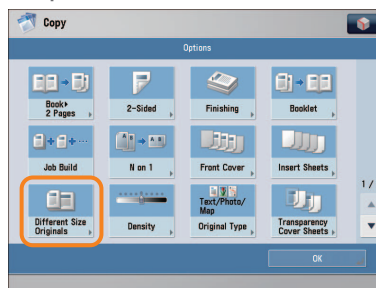 Copy
Options
Book▸
2 Pages
2-Sided
Finishing
Booklet
Job Build
N on 1
Front Cover
Insert Sheets
1/
Different Size
Originals
Density
Text/Photo/
Map
Original Type
Transparency
Cover Sheets
OK